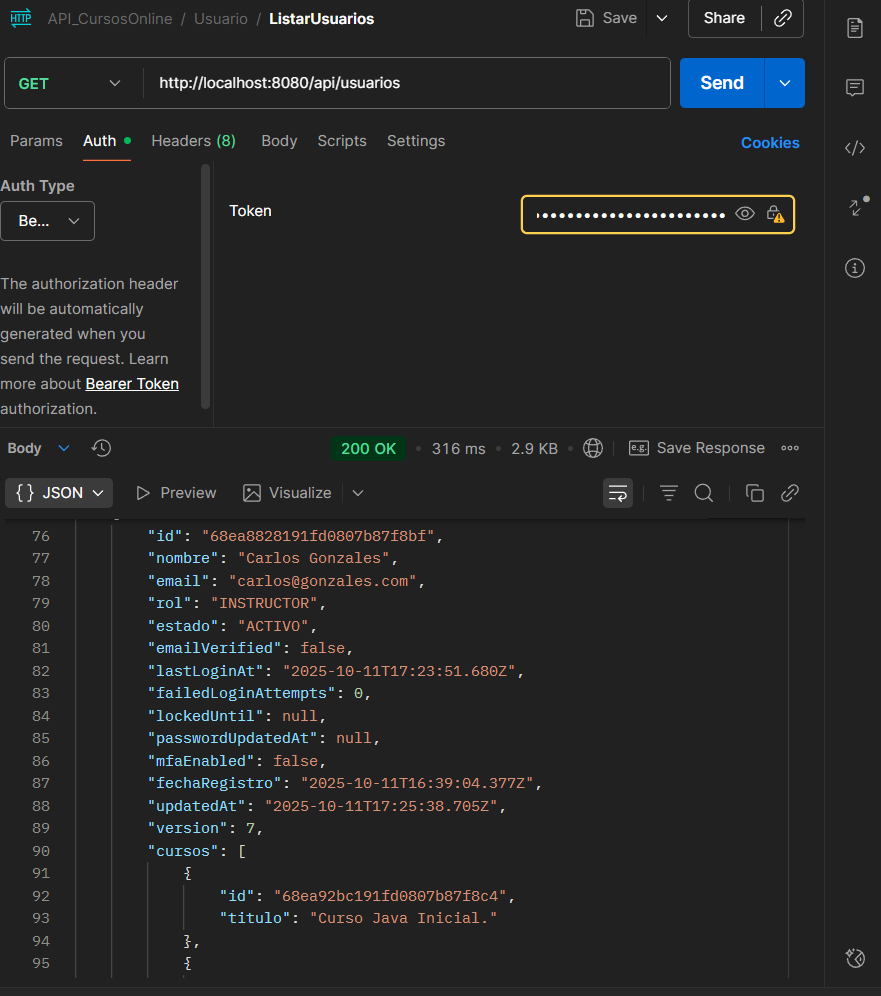 HTTP API_CursosOnline / Usuario / ListarUsuarios Save Share
GET http://localhost:8080/api/usuarios Send
Params Auth Headers (8) Body Scripts Settings Cookies
Auth Type
Be...
Token
The authorization header
will be automatically
generated when you
send the request. Learn
more about Bearer Token
authorization.
Body 200 OK • 316 ms • 2.9 KB • e.g. Save Response
{} JSON Preview Visualize
76 "id": "68ea8828191fd0807b87f8bf",
77 "nombre": "Carlos Gonzales",
78 "email": "carlos@gonzales.com",
79 "rol": "INSTRUCTOR",
80 "estado": "ACTIVO",
81 "emailVerified": false,
82 "lastLoginAt": "2025-10-11T17:23:51.680Z",
83 "failedLoginAttempts": 0,
84 "lockedUntil": null,
85 "passwordUpdatedAt": null,
86 "mfaEnabled": false,
87 "fechaRegistro": "2025-10-11T16:39:04.377Z",
88 "updatedAt": "2025-10-11T17:25:38.705Z",
89 "version": 7,
90 "cursos": [
91 {
92 "id": "68ea92bc191fd0807b87f8c4",
93 "titulo": "Curso Java Inicial."
94 },
95 {